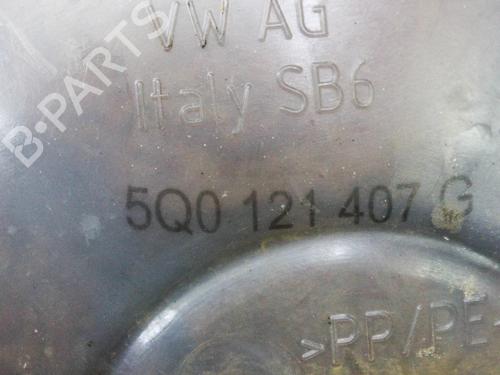 VW AG
Italy SB6
B-PARTS
5Q0 121 407 G
>PP/PE<